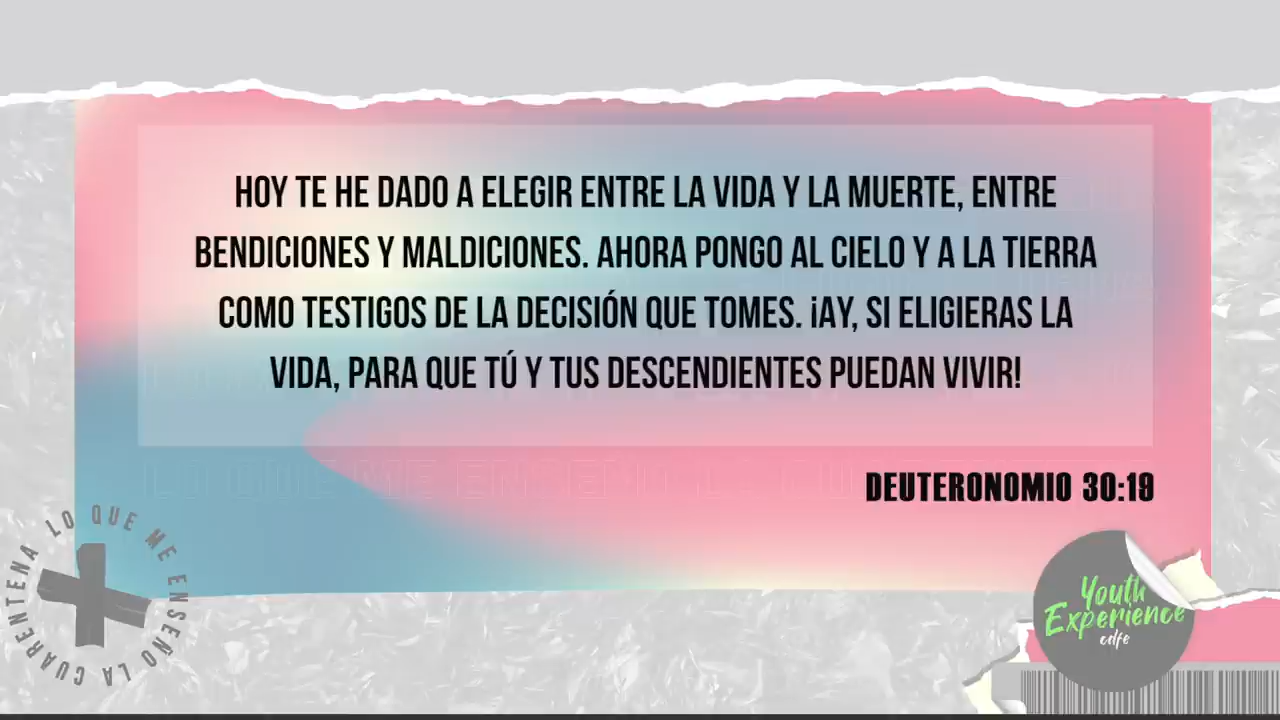 HOY TE HE DADO A ELEGIR ENTRE LA VIDA Y LA MUERTE, ENTRE
BENDICIONES Y MALDICIONES. AHORA PONGO AL CIELO Y A LA TIERRA
COMO TESTIGOS DE LA DECISIÓN QUE TOMES. ¡AY, SI ELIGIERAS LA
VIDA, PARA QUE TÚ Y TUS DESCENDIENTES PUEDAN VIVIR!
DEUTERONOMIO 30:19
LO QUE ME ENSEÑO LA CUARENTENA
Youth
Experience
cdfe